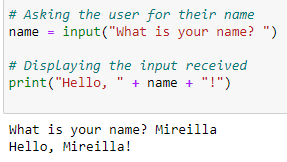 # Asking the user for their name
name = input("What is your name? ")
# Displaying the input received
print("Hello, " + name + "!")
What is your name? Mireilla
Hello, Mireilla!